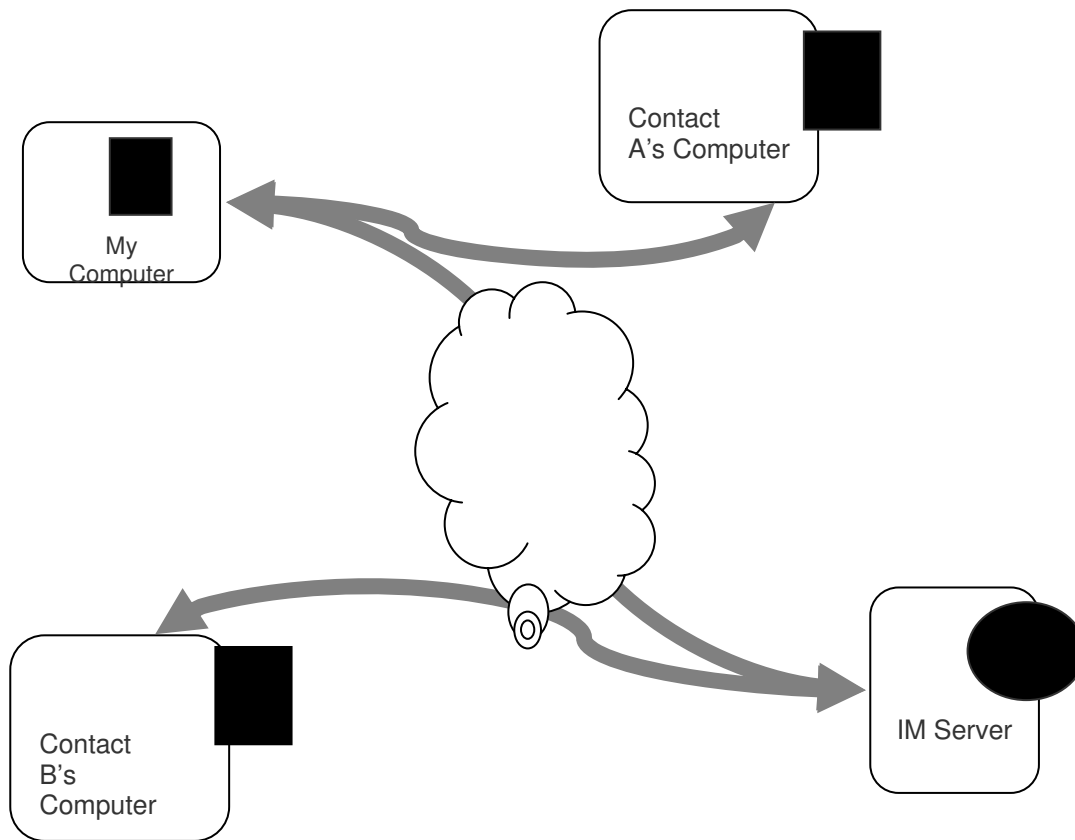 Contact
A's Computer
My
Computer
Contact
B's
Computer
IM Server